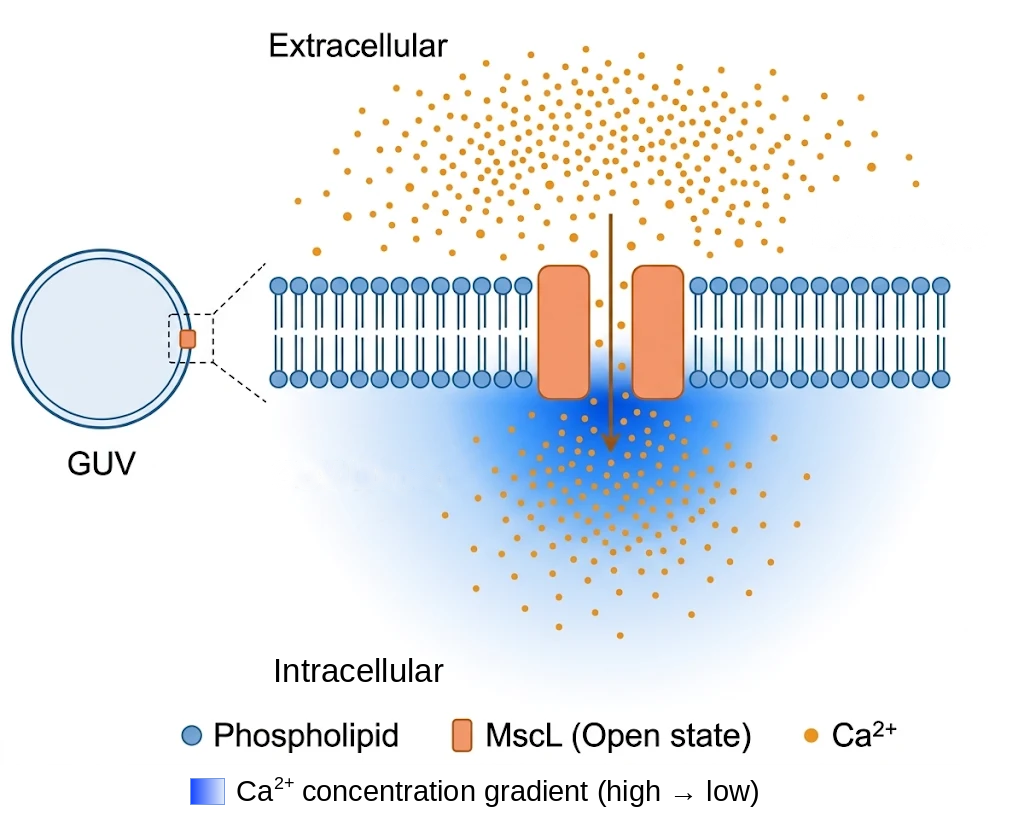 Extracellular
GUV
Intracellular
Phospholipid
MscL (Open state)
Ca²⁺
Ca²⁺ concentration gradient (high → low)